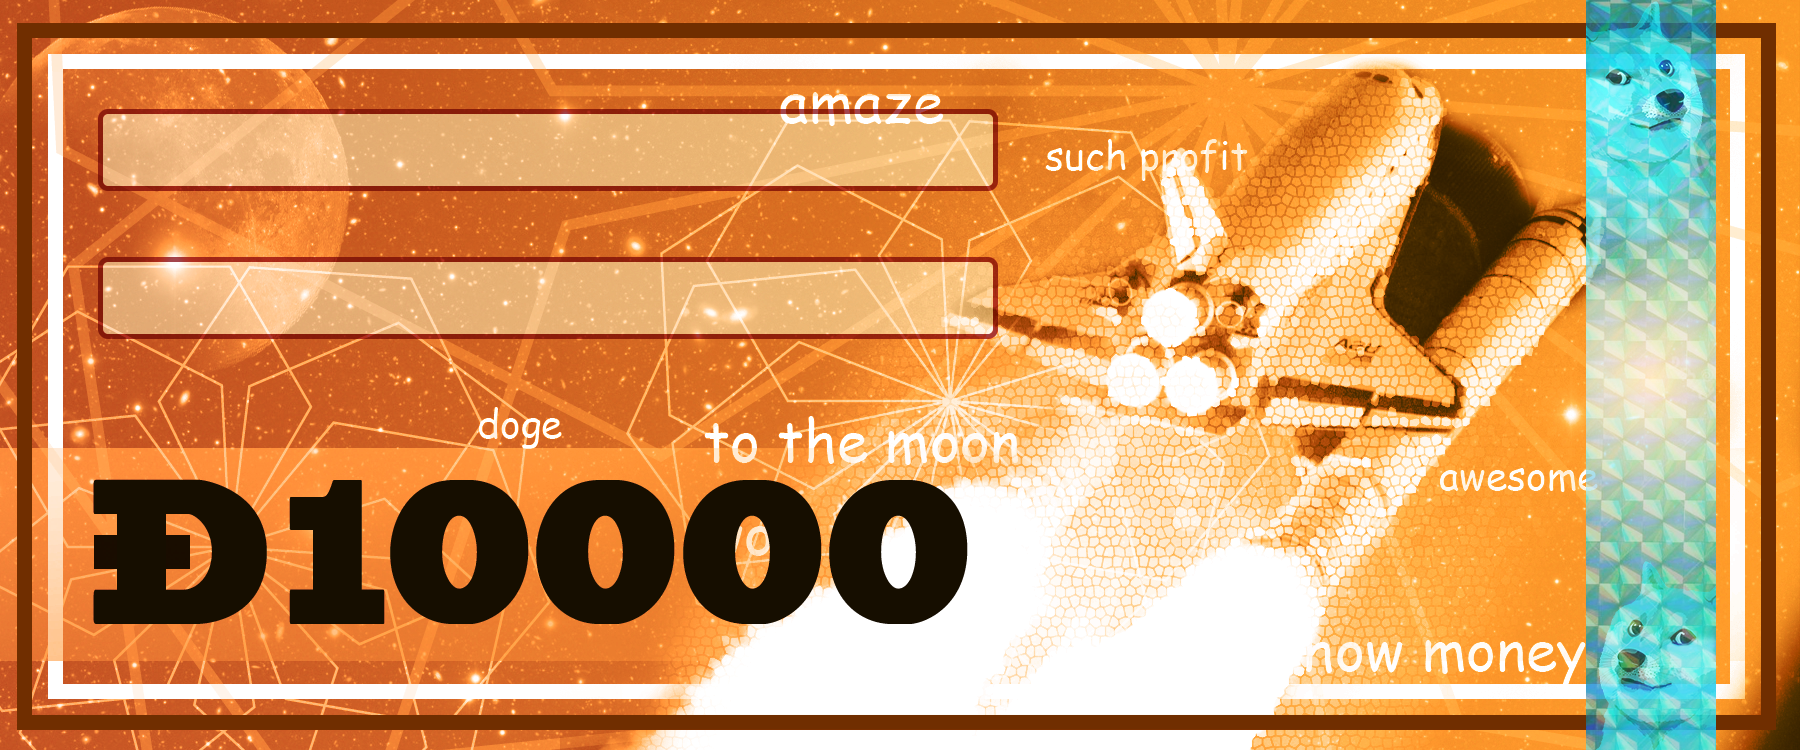 amaze
such profit
doge
to the moon
awesome
Đ10000
how money